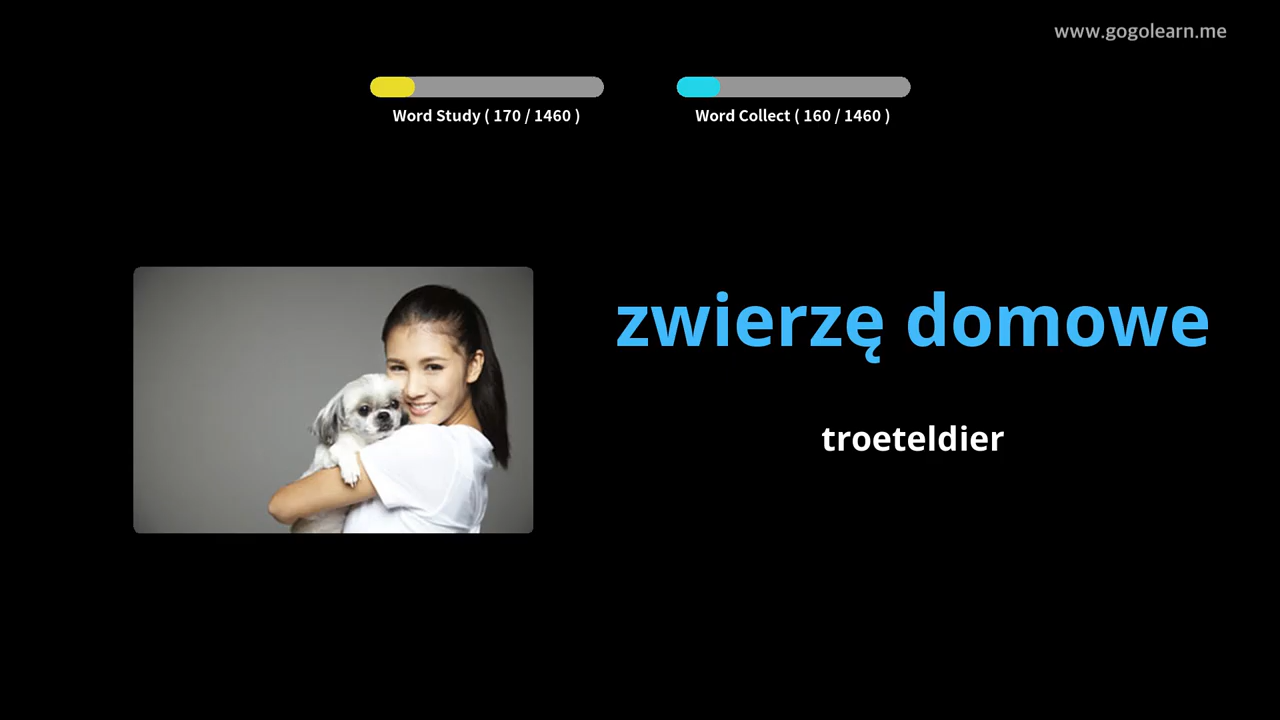 www.gogolearn.me
Word Study ( 170 / 1460 )
Word Collect ( 160 / 1460 )
zwierzę domowe
troeteldier